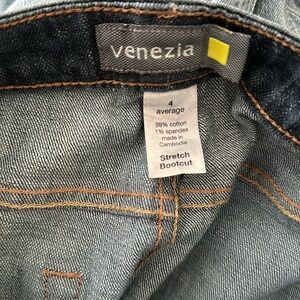 venezia
4
average
99% cotton
1% spandex
made in
Cambodia
Stretch
Bootcut